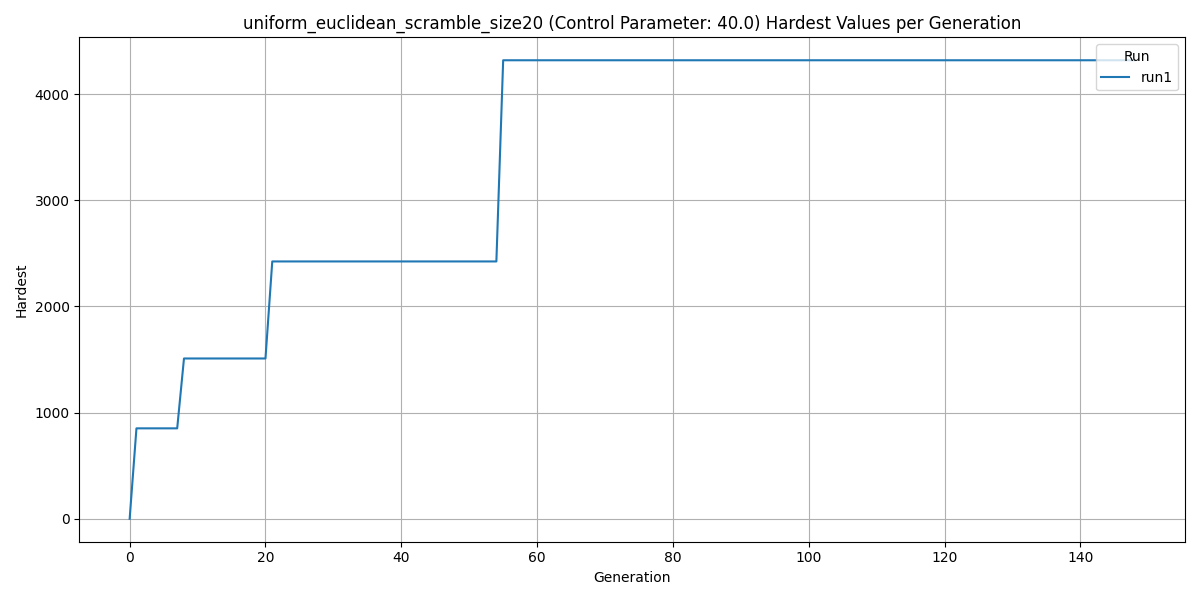 uniform_euclidean_scramble_size20 (Control Parameter: 40.0) Hardest Values per Generation
Run
run1
4000
3000
2000
1000
0
Hardest
0 20 40 60 80 100 120 140
Generation